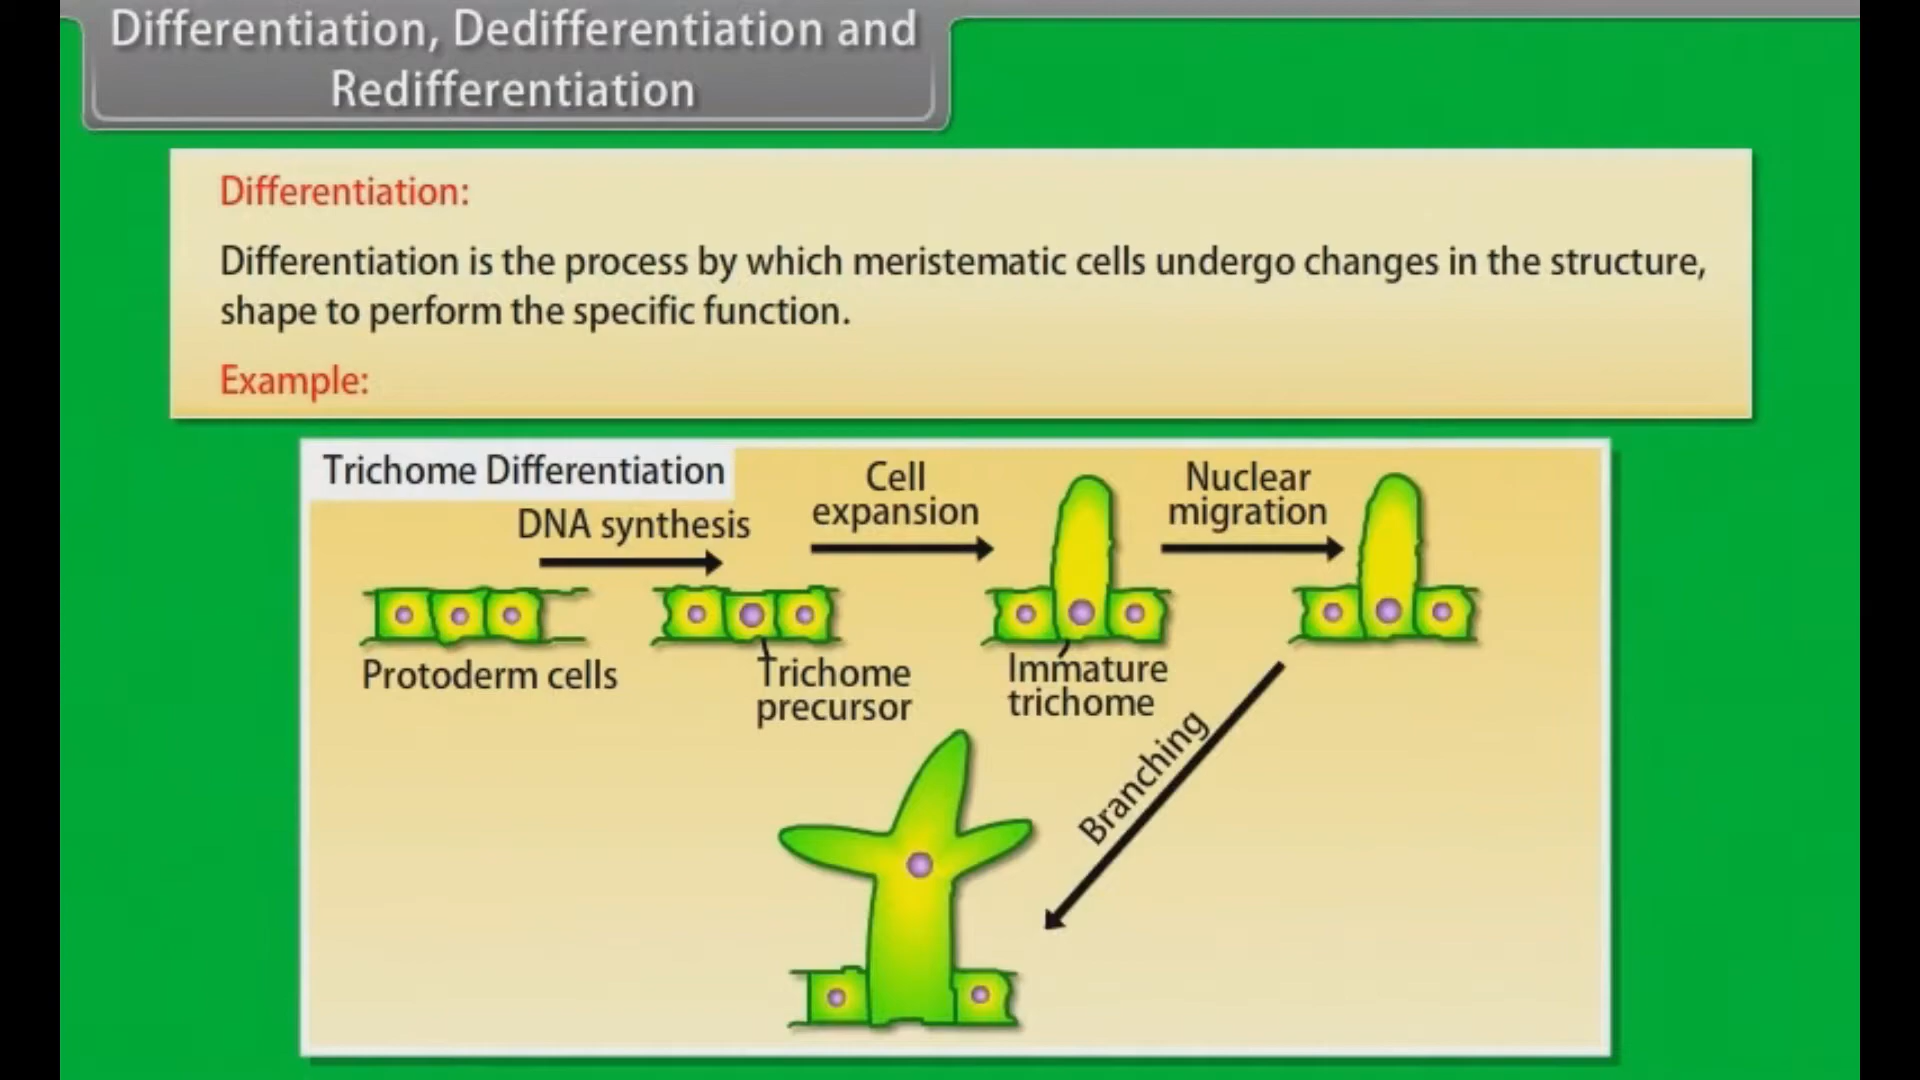 Differentiation, Dedifferentiation and
Redifferentiation
Differentiation:
Differentiation is the process by which meristematic cells undergo changes in the structure,
shape to perform the specific function.
Example:
Trichome Differentiation
DNA synthesis
Cell
expansion
Nuclear
migration
Protoderm cells
Trichome
precursor
Immature
trichome
Branching